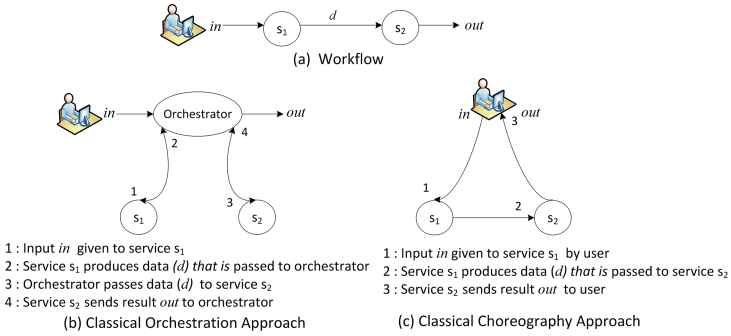 in
s1
d
s2
out
(a) Workflow
in
Orchestrator
out
2
4
1
3
s1
s2
1 : Input in given to service s1
2 : Service s1 produces data (d) that is passed to orchestrator
3 : Orchestrator passes data (d) to service s2
4 : Service s2 sends result out to orchestrator
(b) Classical Orchestration Approach
in
out
3
1
2
s1
s2
1 : Input in given to service s1 by user
2 : Service s1 produces data (d) that is passed to service s2
3 : Service s2 sends result out to user
(c) Classical Choreography Approach